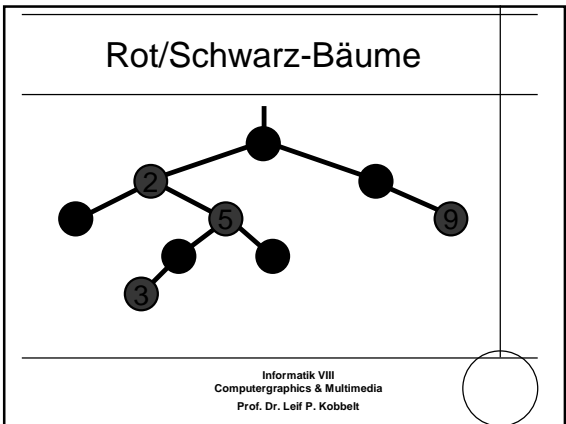 Rot/Schwarz-Bäume
2
5
9
3
Informatik VIII
Computergraphics & Multimedia
Prof. Dr. Leif P. Kobbelt